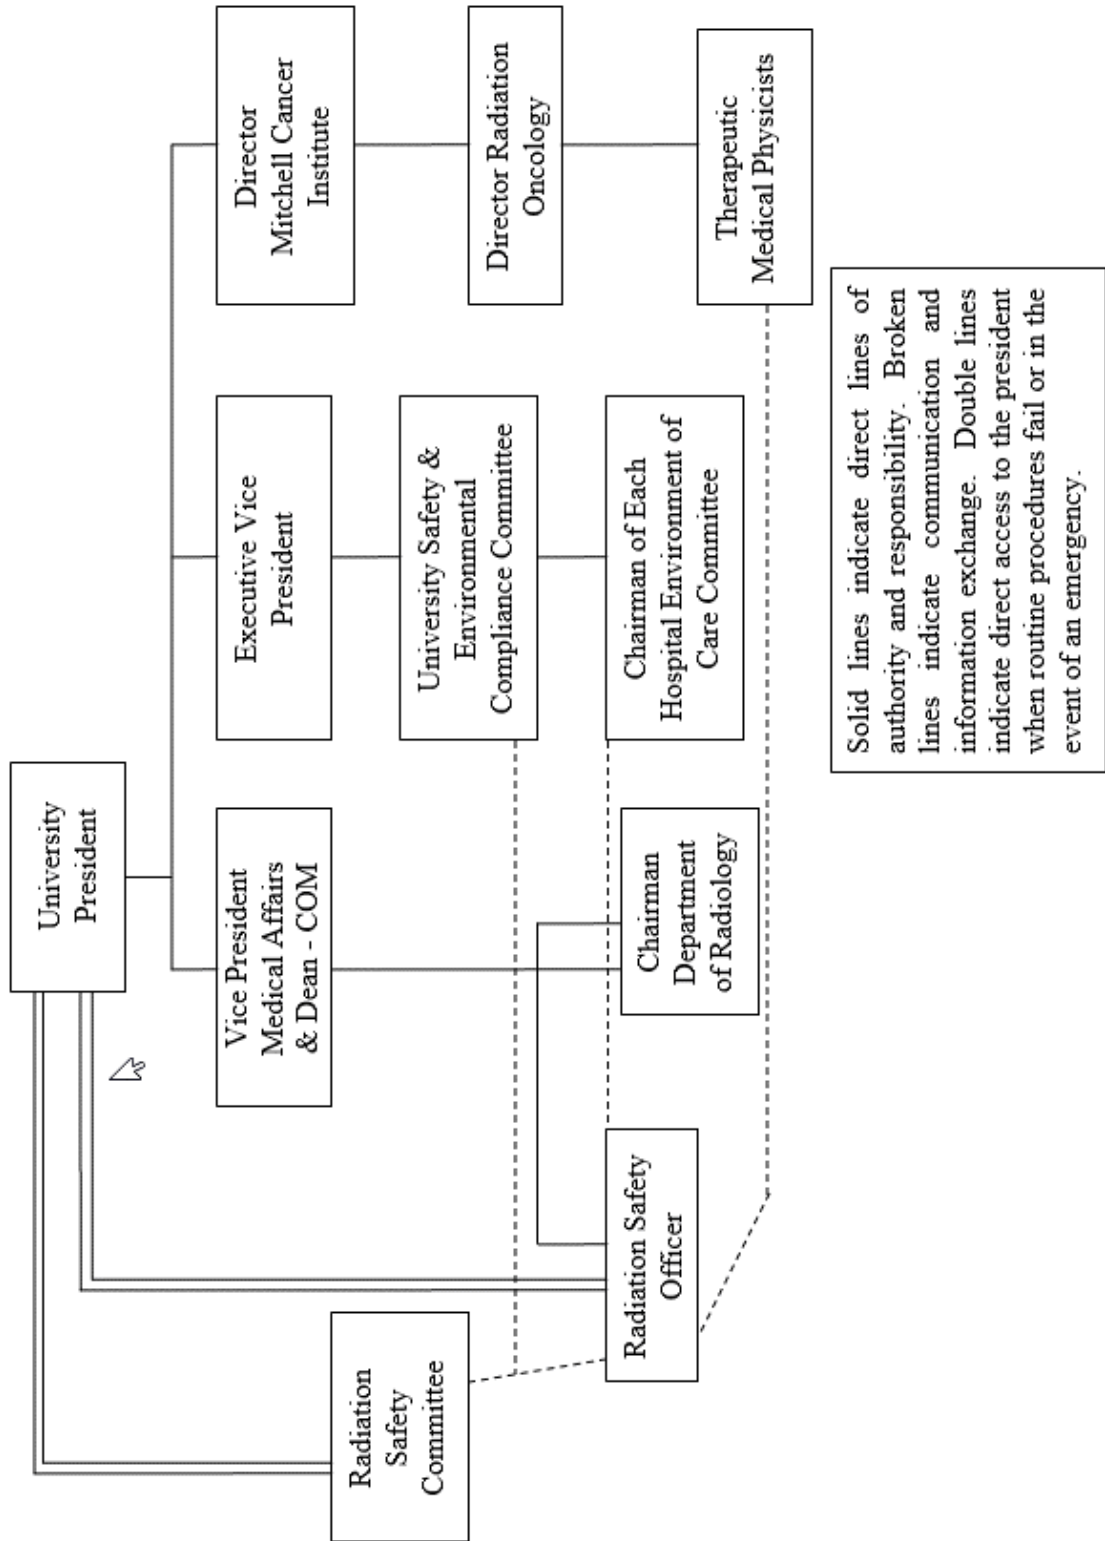 University
President
Vice President
Medical Affairs
& Dean - COM
Executive Vice
President
Director
Mitchell Cancer
Institute
Radiation
Safety
Committee
University Safety &
Environmental
Compliance Committee
Director Radiation
Oncology
Radiation Safety
Officer
Chairman
Department
of Radiology
Chairman of Each
Hospital Environment of
Care Committee
Therapeutic
Medical Physicists
Solid lines indicate direct lines of
authority and responsibility. Broken
lines indicate communication and
information exchange. Double lines
indicate direct access to the president
when routine procedures fail or in the
event of an emergency.